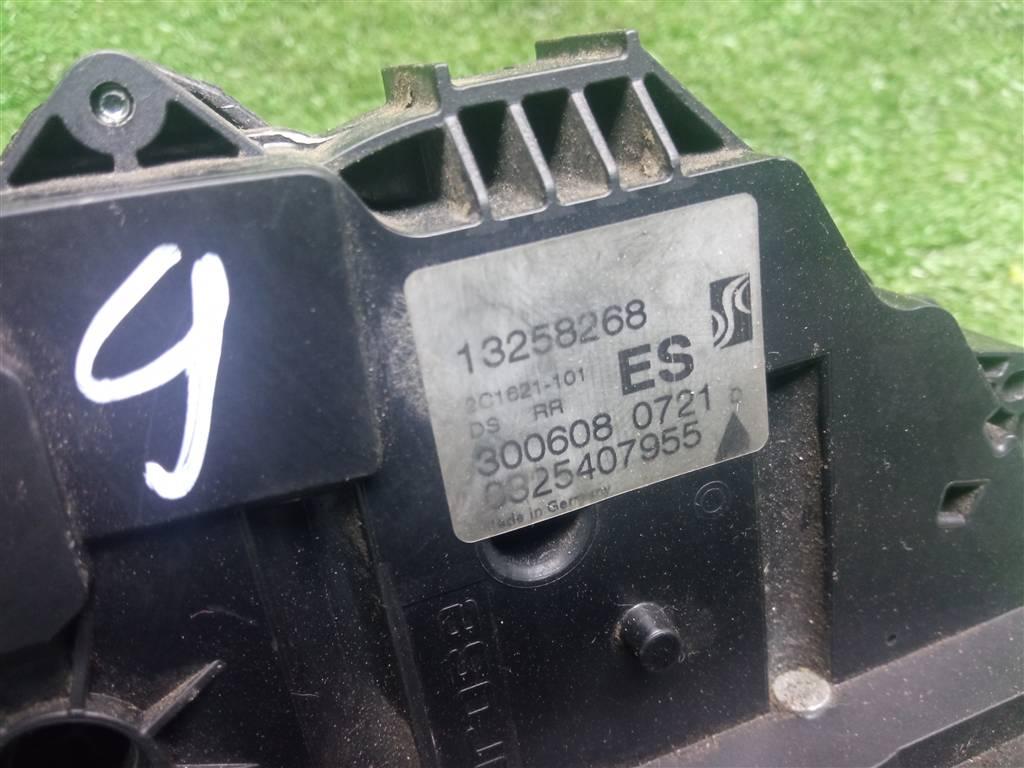 9
13258268
2C1621-101 ES
DS RR
300608 0721 D
0325407955
Made in Germany